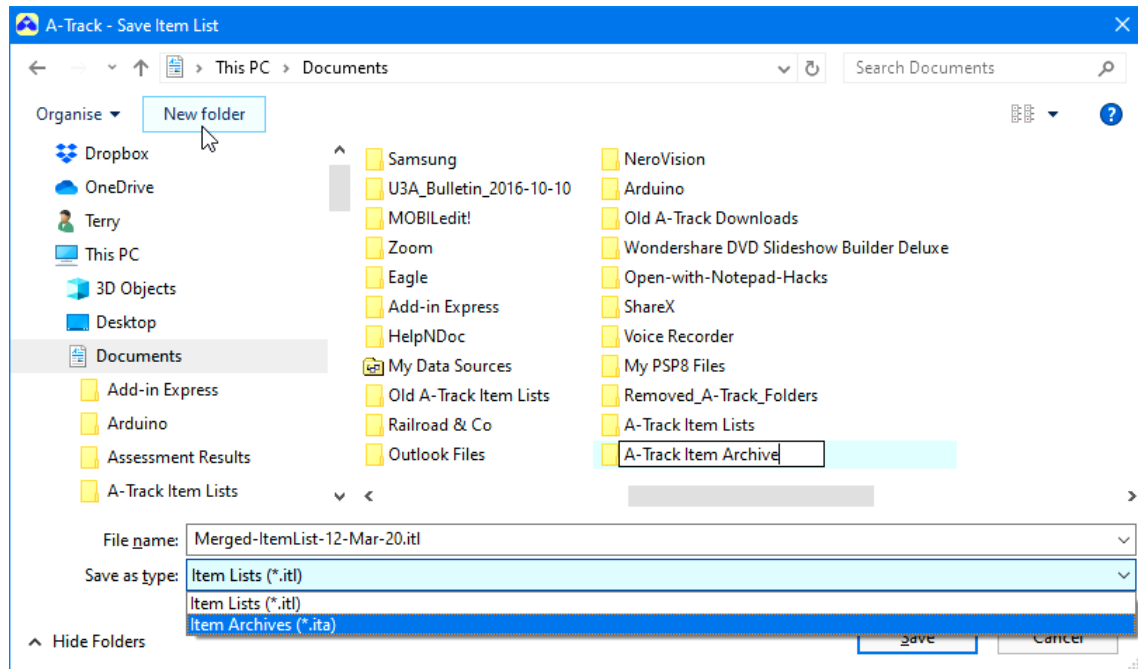 A-Track - Save Item List
This PC > Documents
Search Documents
Organise
New folder
?
Dropbox
OneDrive
Terry
This PC
3D Objects
Desktop
Documents
Add-in Express
Arduino
Assessment Results
A-Track Item Lists
Samsung
U3A_Bulletin_2016-10-10
MOBILedit!
Zoom
Eagle
Add-in Express
HelpNDoc
My Data Sources
Old A-Track Item Lists
Railroad & Co
Outlook Files
NeroVision
Arduino
Old A-Track Downloads
Wondershare DVD Slideshow Builder Deluxe
Open-with-Notepad-Hacks
ShareX
Voice Recorder
My PSP8 Files
Removed_A-Track_Folders
A-Track Item Lists
A-Track Item Archive
File name: Merged-ItemList-12-Mar-20.itl
Save as type: Item Lists (*.itl)
Item Lists (*.itl)
Item Archives (*.ita)
Hide Folders
Save
Cancel